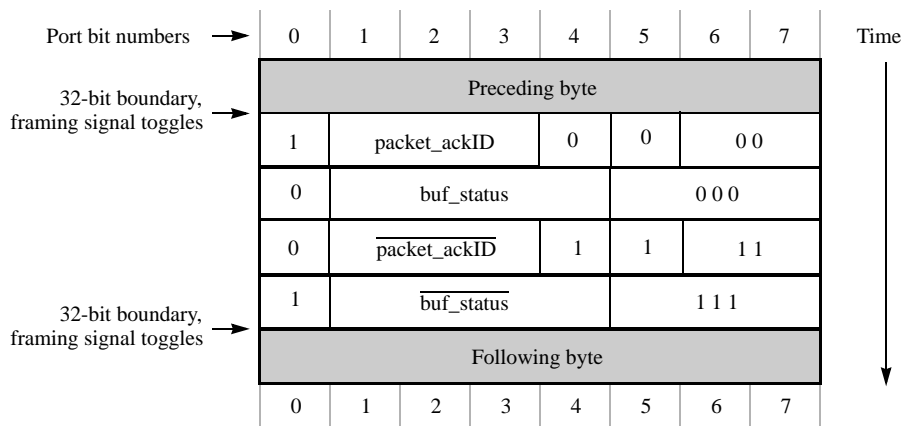 Port bit numbers 0 1 2 3 4 5 6 7 Time
Preceding byte
32-bit boundary,
framing signal toggles
1 packet_ackID 0 0 0 0
0 buf_status 0 0 0
0 packet_ackID 1 1 1 1
1 buf_status 1 1 1
32-bit boundary,
framing signal toggles
Following byte
0 1 2 3 4 5 6 7